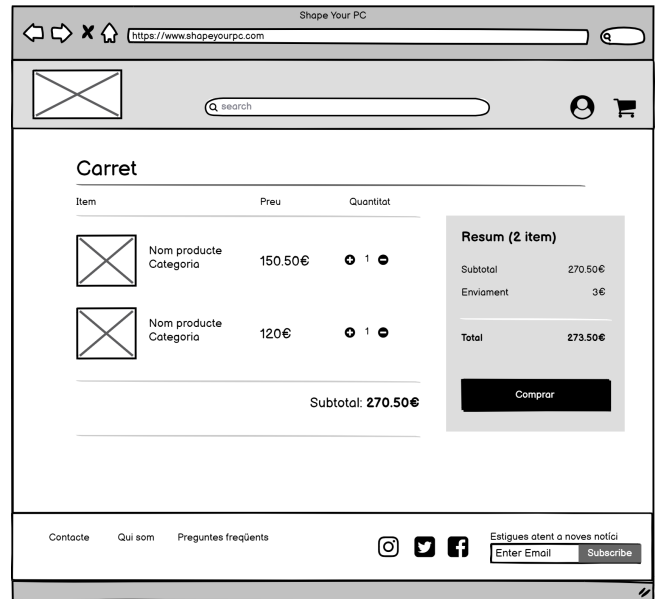 Shape Your PC
https://www.shapeyourpc.com
search
Carret
Item Preu Quantitat
Nom producte
Categoria
150.50€
1
Nom producte
Categoria
120€
1
Subtotal: 270.50€
Resum (2 item)
Subtotal 270.50€
Enviament 3€
Total 273.50€
Comprar
Contacte Qui som Preguntes freqüents
Estigues atent a noves notíci
Enter Email Subscribe